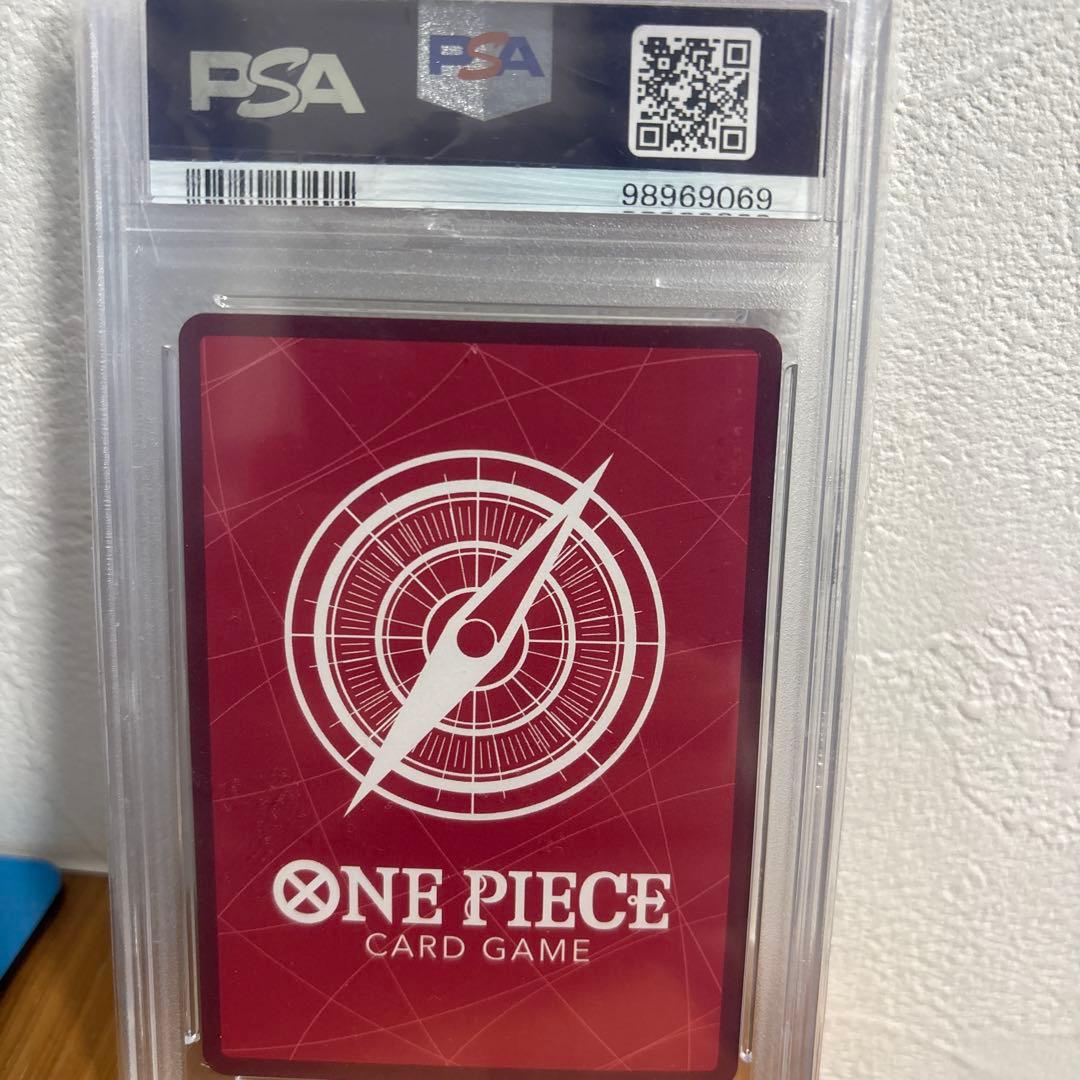 PSA
PSA
98969069
ONE PIECE
CARD GAME